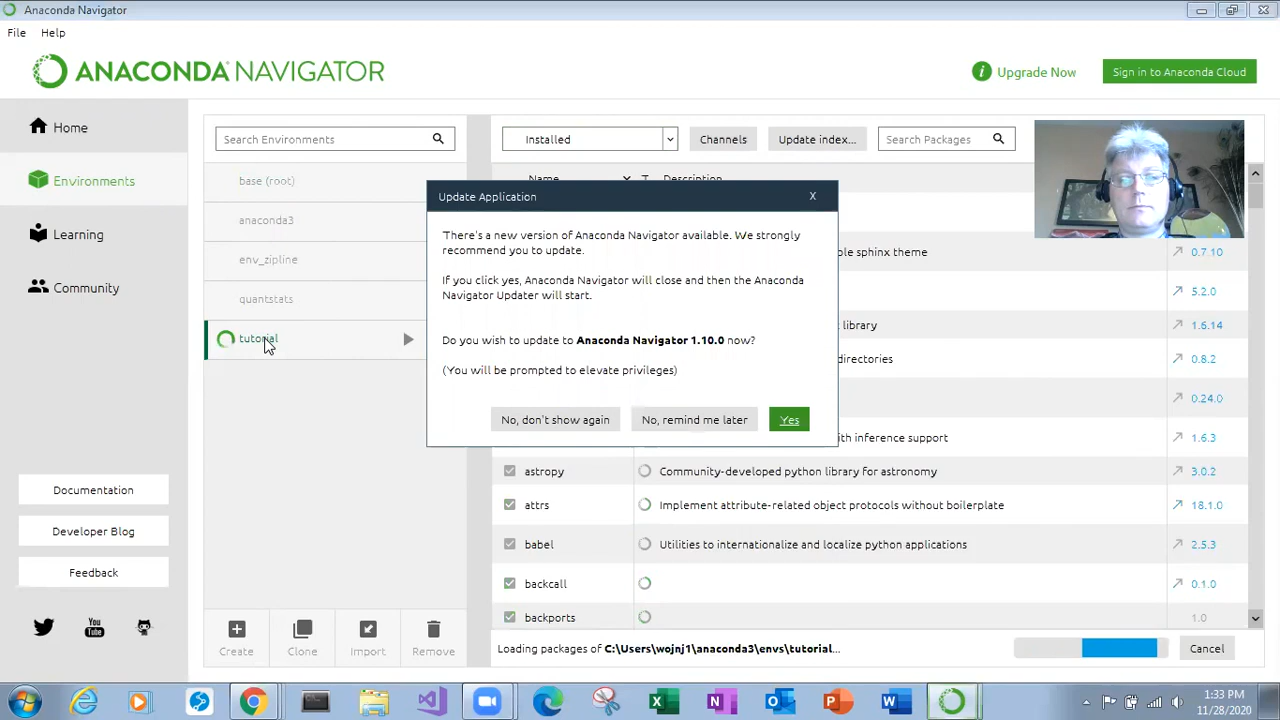 Anaconda Navigator
File Help
ANACONDA NAVIGATOR
Upgrade Now
Sign in to Anaconda Cloud
Home
Environments
Learning
Community
Documentation
Developer Blog
Feedback
Search Environments
base (root)
anaconda3
env_zipline
quantstats
tutorial
Create Clone Import Remove
Installed Channels Update index... Search Packages
Name T Description
Update Application X
There's a new version of Anaconda Navigator available. We strongly
recommend you to update.
If you click yes, Anaconda Navigator will close and then the Anaconda
Navigator Updater will start.
Do you wish to update to Anaconda Navigator 1.10.0 now?
(You will be prompted to elevate privileges)
No, don't show again No, remind me later Yes
sphinx theme 0.7.10
5.2.0
library 1.6.14
directories 0.8.2
0.24.0
with inference support 1.6.3
astropy Community-developed python library for astronomy 3.0.2
attrs Implement attribute-related object protocols without boilerplate 18.1.0
babel Utilities to internationalize and localize python applications 2.5.3
backcall 0.1.0
backports 1.0
Loading packages of C:\Users\wojnj1\anaconda3\envs\tutorial...
Cancel
1:33 PM
11/28/2020